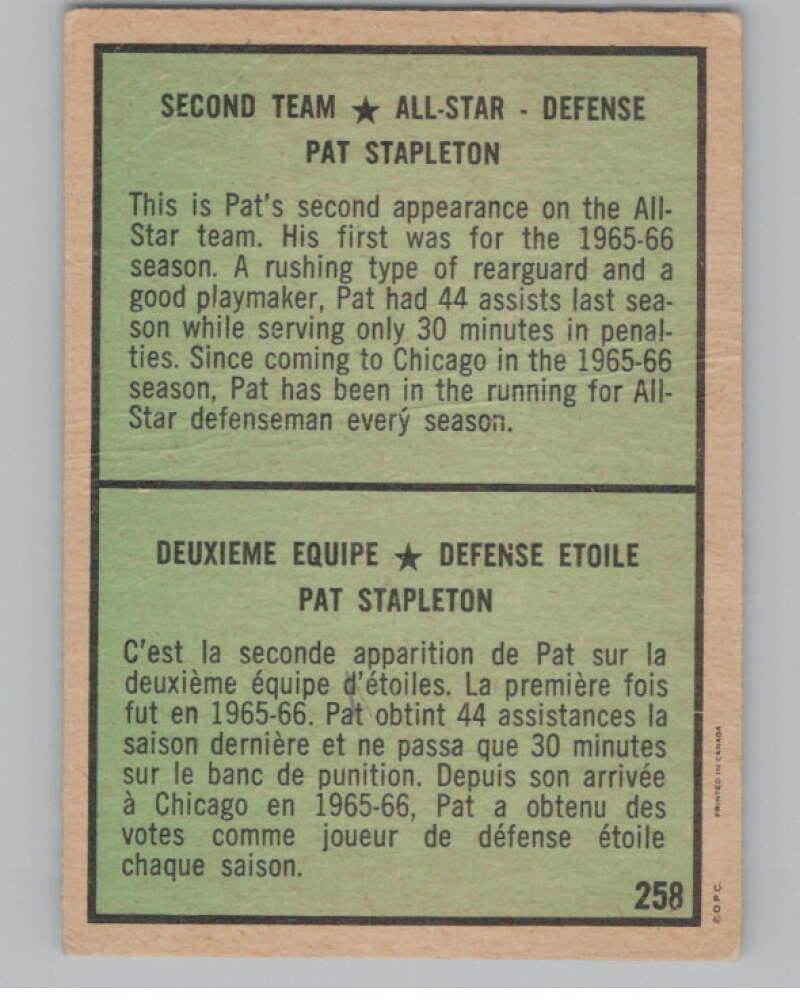 SECOND TEAM ★ ALL-STAR - DEFENSE
PAT STAPLETON
This is Pat's second appearance on the All-
Star team. His first was for the 1965-66
season. A rushing type of rearguard and a
good playmaker, Pat had 44 assists last sea-
son while serving only 30 minutes in penal-
ties. Since coming to Chicago in the 1965-66
season, Pat has been in the running for All-
Star defenseman every season.
DEUXIEME EQUIPE ★ DEFENSE ETOILE
PAT STAPLETON
C'est la seconde apparition de Pat sur la
deuxième équipe d'étoiles. La première fois
fut en 1965-66. Pat obtint 44 assistances la
saison dernière et ne passa que 30 minutes
sur le banc de punition. Depuis son arrivée
à Chicago en 1965-66, Pat a obtenu des
votes comme joueur de défense étoile
chaque saison.
258
© O.P.C.
PRINTED IN CANADA